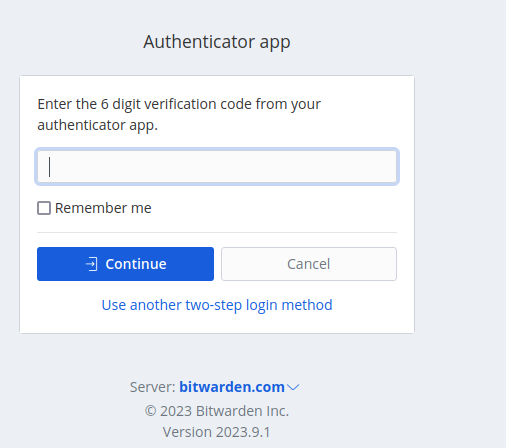 Authenticator app
Enter the 6 digit verification code from your
authenticator app.
Remember me
Continue
Cancel
Use another two-step login method
Server: bitwarden.com
© 2023 Bitwarden Inc.
Version 2023.9.1